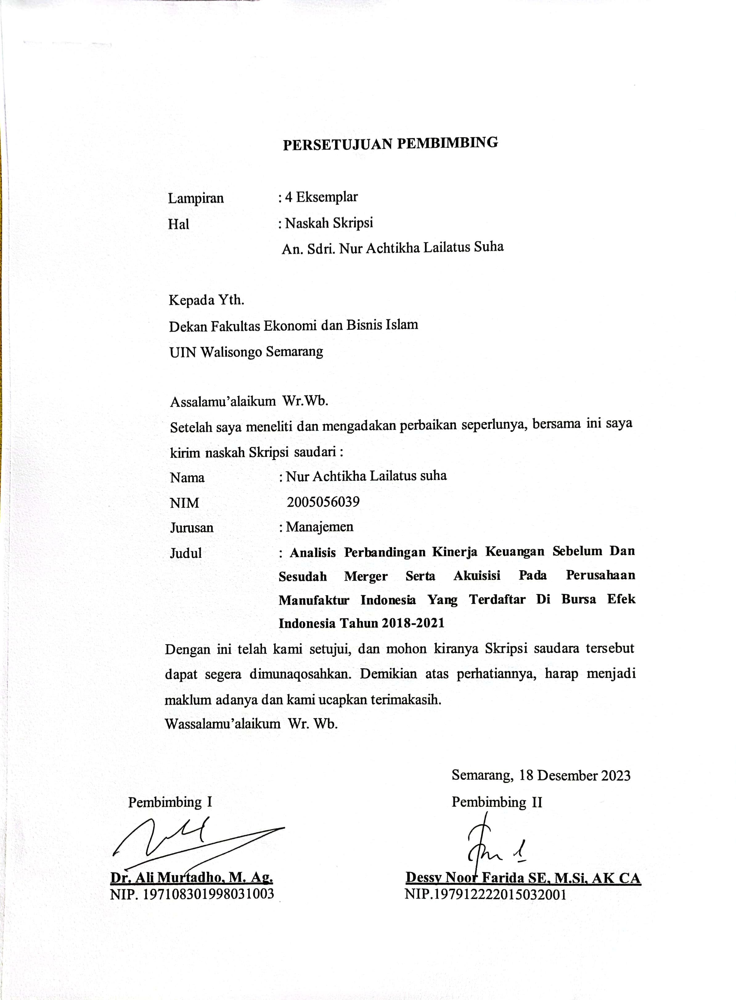 PERSETUJUAN PEMBIMBING
Lampiran : 4 Eksemplar
Hal : Naskah Skripsi
An. Sdri. Nur Achtikha Lailatus Suha
Kepada Yth.
Dekan Fakultas Ekonomi dan Bisnis Islam
UIN Walisongo Semarang
Assalamu’alaikum Wr.Wb.
Setelah saya meneliti dan mengadakan perbaikan seperlunya, bersama ini saya
kirim naskah Skripsi saudari :
Nama : Nur Achtikha Lailatus suha
NIM 2005056039
Jurusan : Manajemen
Judul : Analisis Perbandingan Kinerja Keuangan Sebelum Dan
Sesudah Merger Serta Akuisisi Pada Perusahaan
Manufaktur Indonesia Yang Terdaftar Di Bursa Efek
Indonesia Tahun 2018-2021
Dengan ini telah kami setujui, dan mohon kiranya Skripsi saudara tersebut
dapat segera dimunaqosahkan. Demikian atas perhatiannya, harap menjadi
maklum adanya dan kami ucapkan terimakasih.
Wassalamu’alaikum Wr. Wb.
Semarang, 18 Desember 2023
Pembimbing I Pembimbing II
Dr. Ali Murtadho, M. Ag. Dessy Noor Farida SE, M.Si, AK CA
NIP. 197108301998031003 NIP.197912222015032001